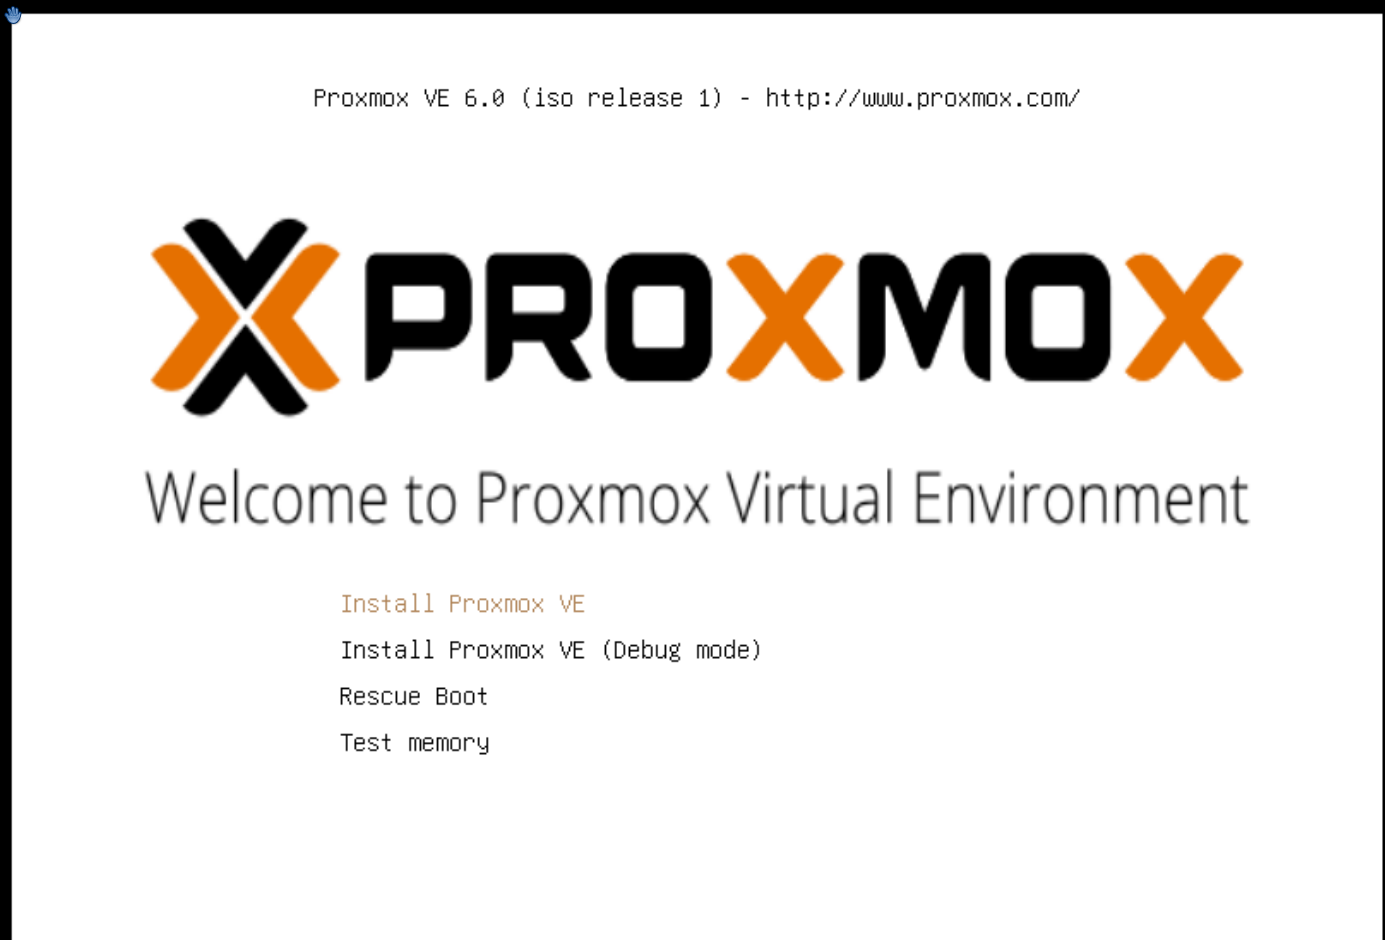 Proxmox VE 6.0 (iso release 1) - http://www.proxmox.com/
PROXMOX
Welcome to Proxmox Virtual Environment
Install Proxmox VE
Install Proxmox VE (Debug mode)
Rescue Boot
Test memory